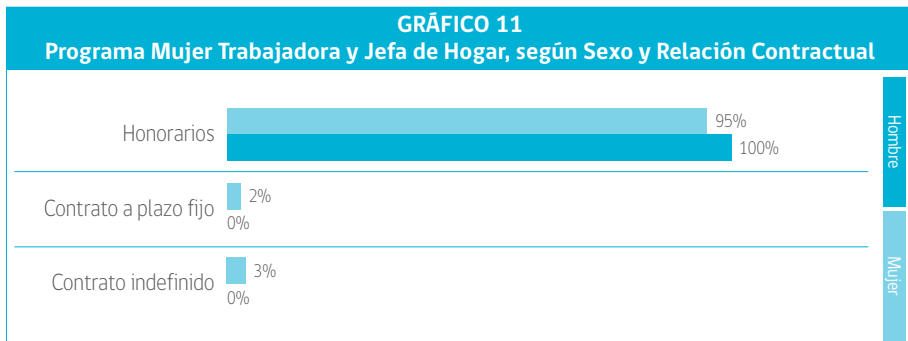 GRÁFICO 11
Programa Mujer Trabajadora y Jefa de Hogar, según Sexo y Relación Contractual
Honorarios
95%
100%
Contrato a plazo fijo
2%
0%
Contrato indefinido
3%
0%
Hombre
Mujer